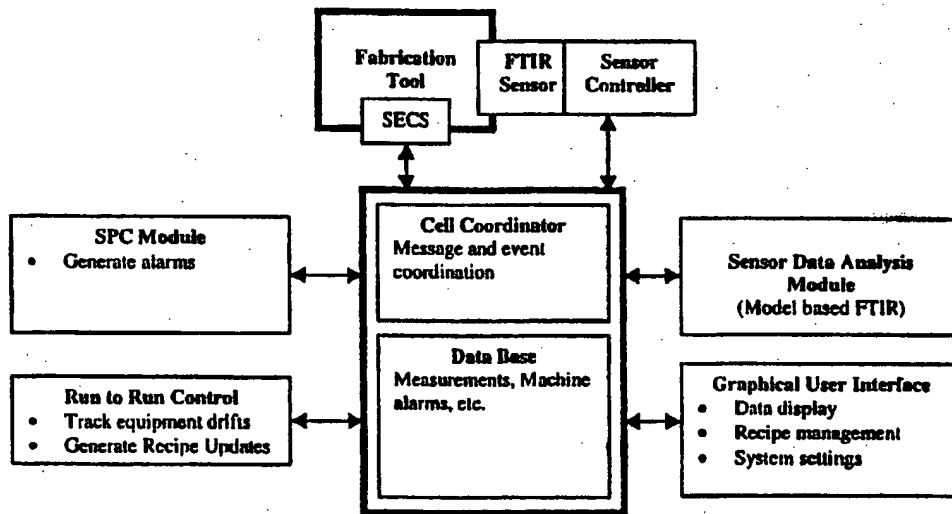 Fabrication
Tool
SECS
FTIR
Sensor
Sensor
Controller
SPC Module
• Generate alarms
Cell Coordinator
Message and event
coordination
Sensor Data Analysis
Module
(Model based FTIR)
Run to Run Control
• Track equipment drifts
• Generate Recipe Updates
Data Base
Measurements, Machine
alarms, etc.
Graphical User Interface
• Data display
• Recipe management
• System settings